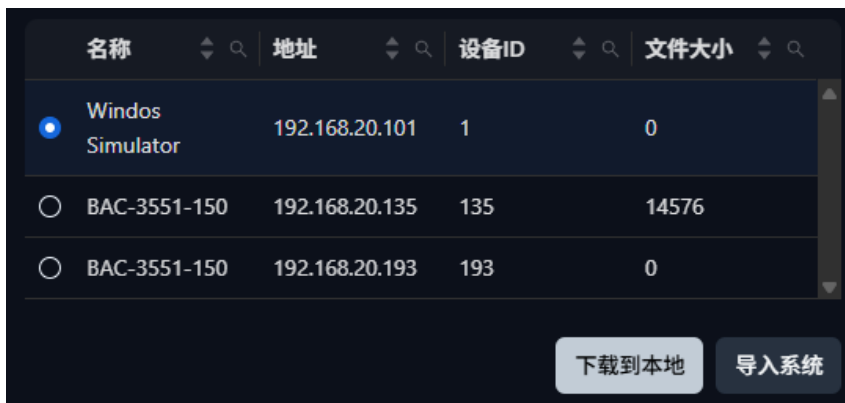 名称 地址 设备ID 文件大小
Windos
Simulator 192.168.20.101 1 0
BAC-3551-150 192.168.20.135 135 14576
BAC-3551-150 192.168.20.193 193 0
下载到本地 导入系统